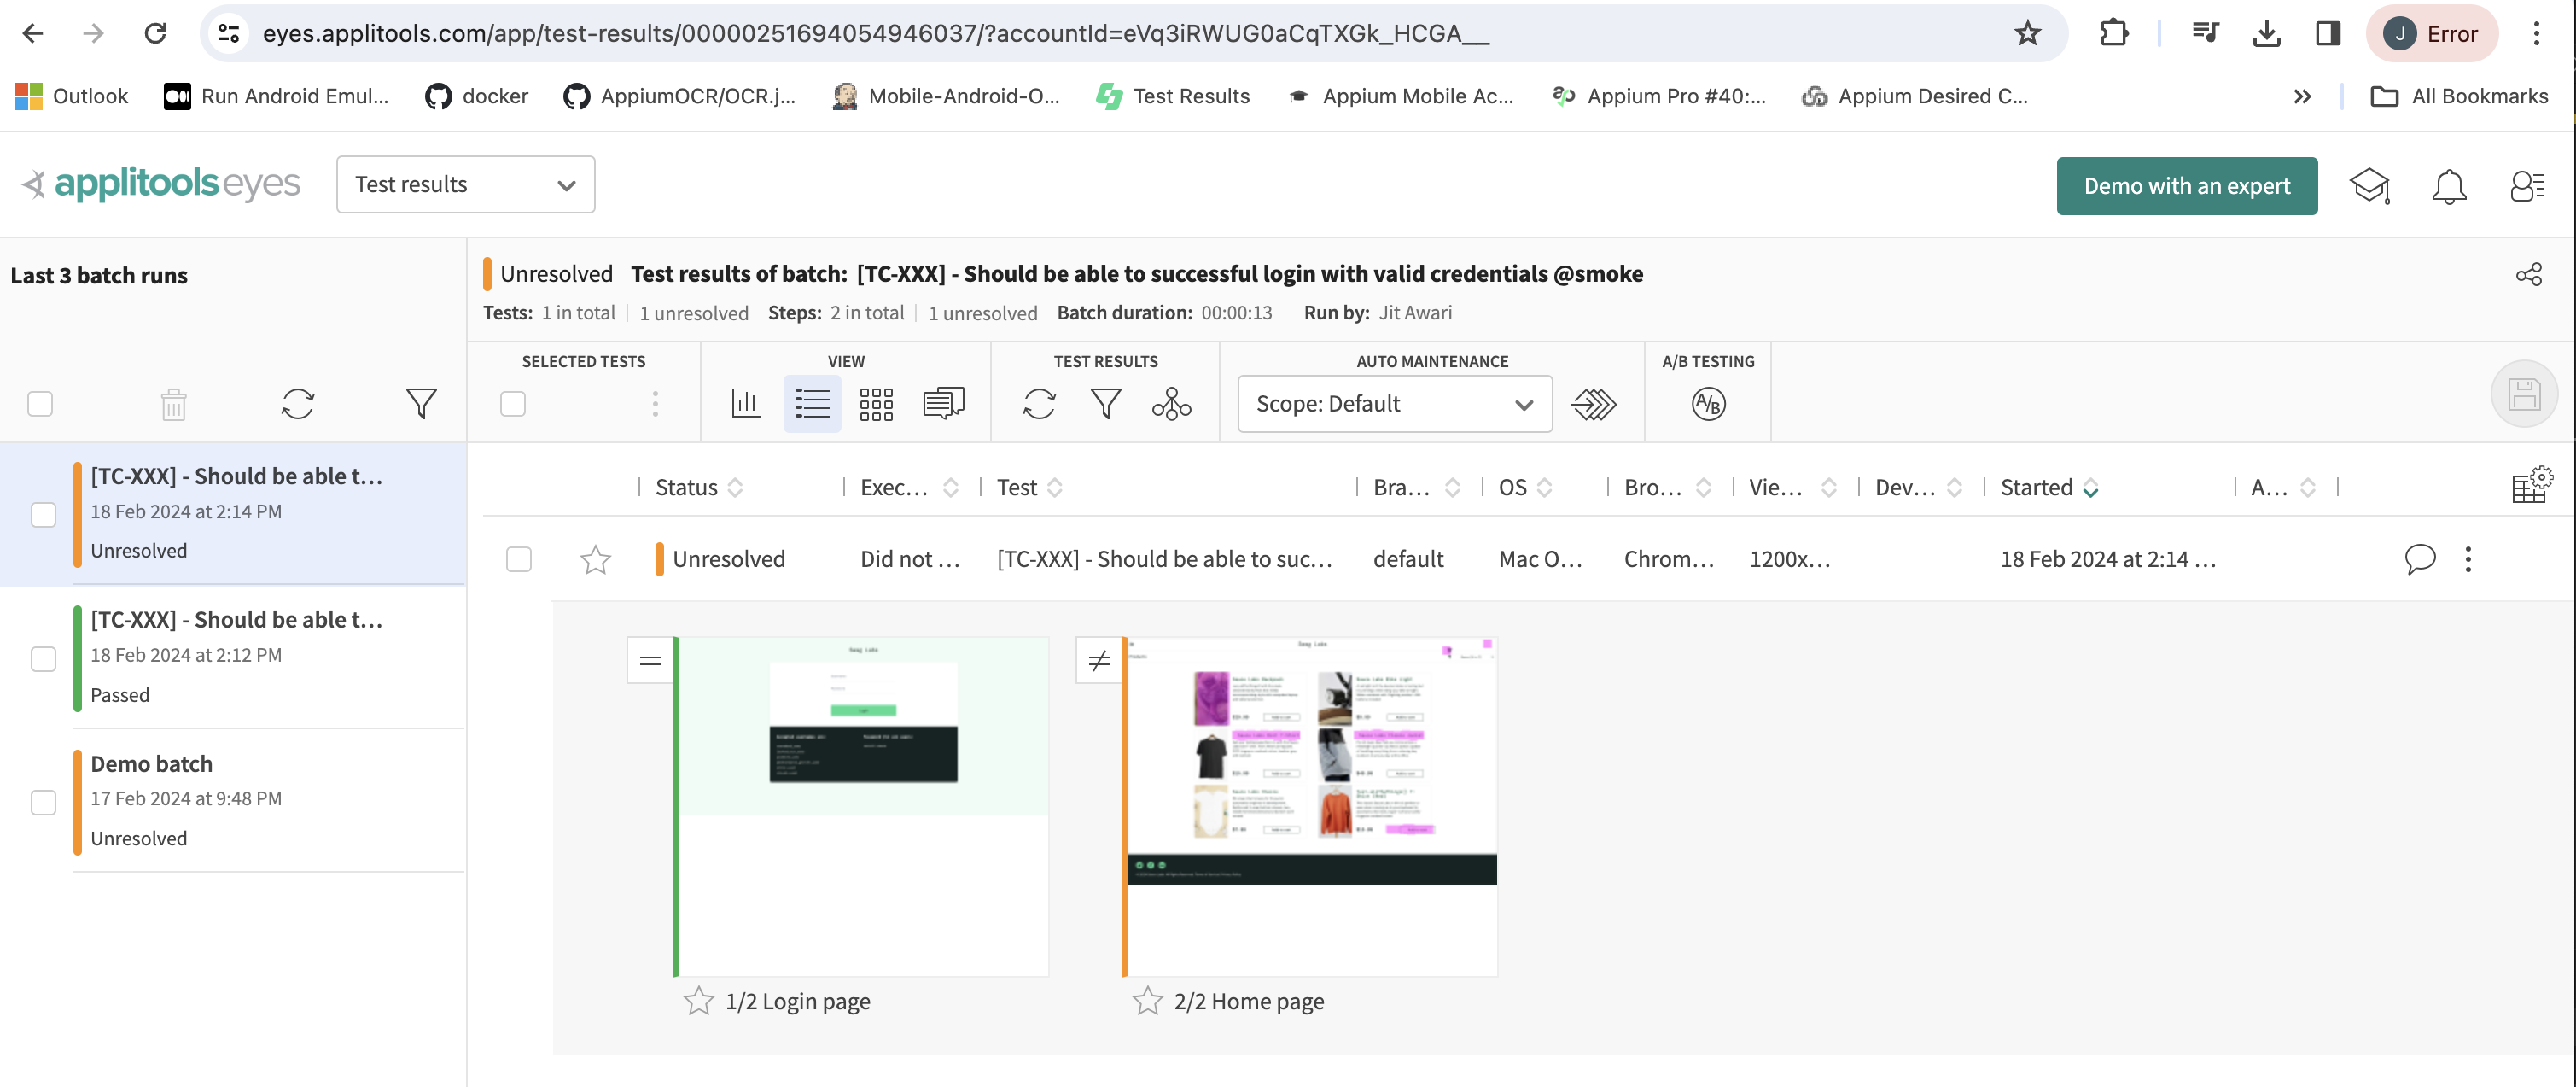 eyes.applitools.com/app/test-results/00000251694054946037/?accountId=eVq3iRWUG0aCqTXGk_HCGA__
J Error
Outlook
Run Android Emul...
docker
AppiumOCR/OCR.j...
Mobile-Android-O...
Test Results
Appium Mobile Ac...
Appium Pro #40:...
Appium Desired C...
All Bookmarks
applitools eyes
Test results
Demo with an expert
Last 3 batch runs
Unresolved Test results of batch: [TC-XXX] - Should be able to successful login with valid credentials @smoke
Tests: 1 in total | 1 unresolved Steps: 2 in total | 1 unresolved Batch duration: 00:00:13 Run by: Jit Awari
SELECTED TESTS
VIEW
TEST RESULTS
AUTO MAINTENANCE
A/B TESTING
Scope: Default
A/B
[TC-XXX] - Should be able t...
18 Feb 2024 at 2:14 PM
Unresolved
[TC-XXX] - Should be able t...
18 Feb 2024 at 2:12 PM
Passed
Demo batch
17 Feb 2024 at 9:48 PM
Unresolved
Status Exec... Test Bra... OS Bro... Vie... Dev... Started A...
Unresolved Did not ... [TC-XXX] - Should be able to suc... default Mac O... Chrom... 1200x... 18 Feb 2024 at 2:14 ...
Swag Labs
Swag Labs
1/2 Login page
2/2 Home page